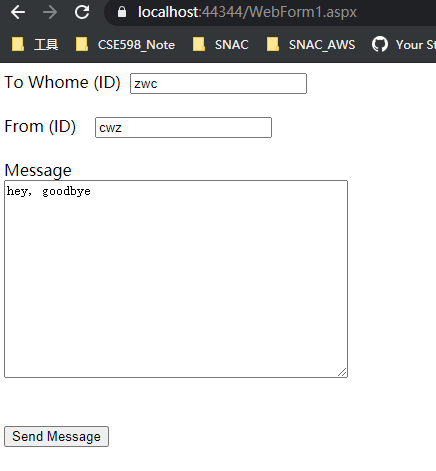 localhost:44344/WebForm1.aspx
工具 CSE598_Note SNAC SNAC_AWS Your St
To Whome (ID) zwc
From (ID) cwz
Message
hey, goodbye
Send Message